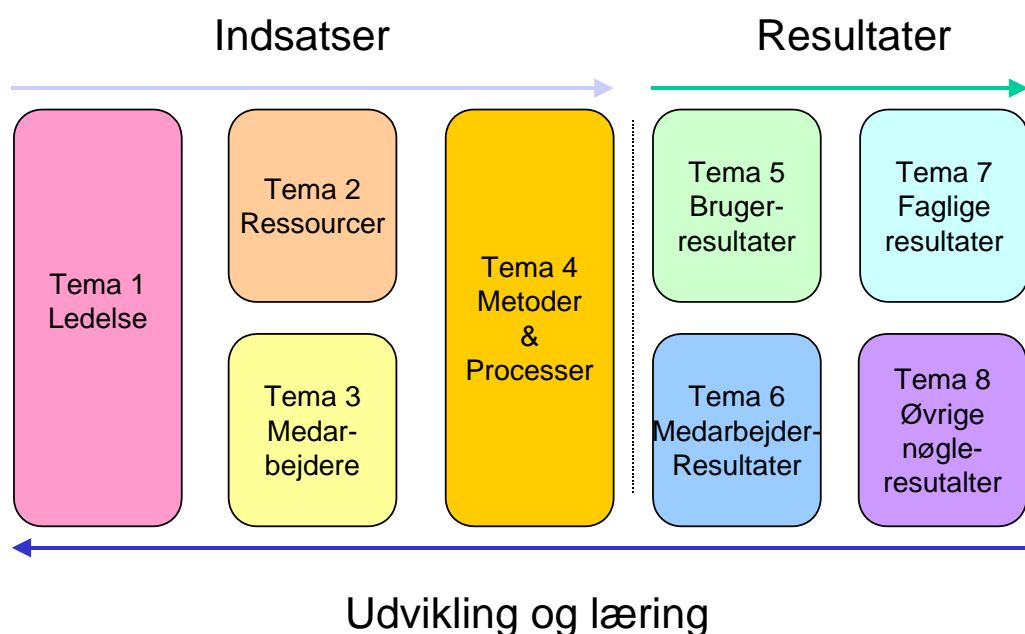 Indsatser
Resultater
Tema 1
Ledelse
Tema 2
Ressourcer
Tema 3
Medar-
bejdere
Tema 4
Metoder
&
Processer
Tema 5
Bruger-
resultater
Tema 6
Medarbejder-
Resultater
Tema 7
Faglige
resultater
Tema 8
Øvrige
nøgle-
resutalter
Udvikling og læring